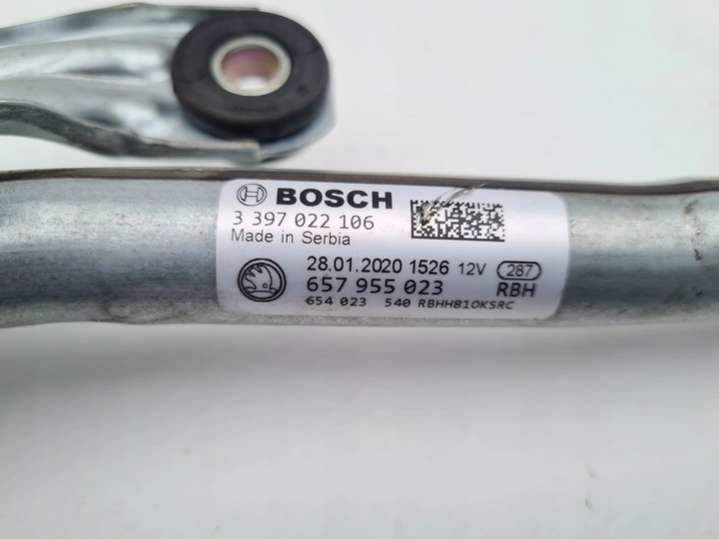 BOSCH
3 397 022 106
Made in Serbia
28.01.2020 1526 12V 287
657 955 023 RBH
654 023 540 RBHH810KSRC